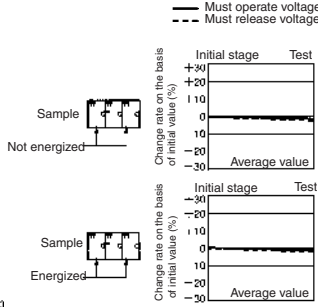 Must operate voltage
Must release voltage
Initial stage Test
Change rate on the basis
of initial value (%)
+30
+20
+10
0
-10
-20
-30
Average value
Sample
Not energized
Initial stage Test
Change rate on the basis
of initial value (%)
+30
+20
+10
0
-10
-20
-30
Average value
Sample
Energized